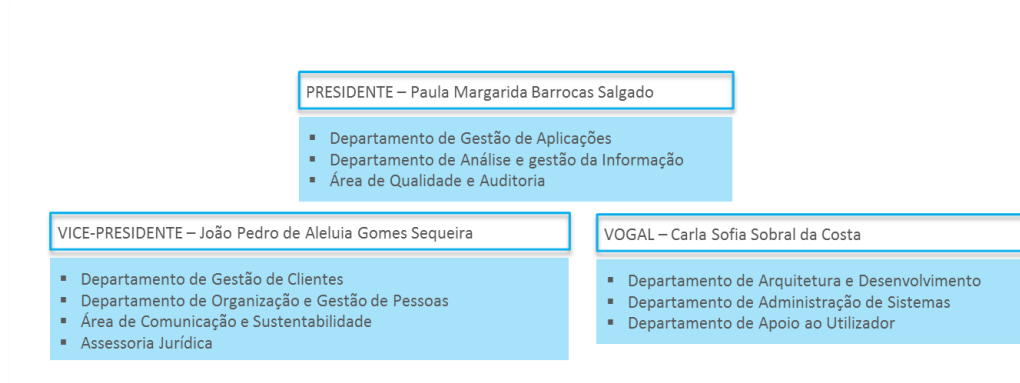 PRESIDENTE – Paula Margarida Barrocas Salgado
▪ Departamento de Gestão de Aplicações
▪ Departamento de Análise e gestão da Informação
▪ Área de Qualidade e Auditoria
VICE-PRESIDENTE – João Pedro de Aleluia Gomes Sequeira
▪ Departamento de Gestão de Clientes
▪ Departamento de Organização e Gestão de Pessoas
▪ Área de Comunicação e Sustentabilidade
▪ Assessoria Jurídica
VOGAL – Carla Sofia Sobral da Costa
▪ Departamento de Arquitetura e Desenvolvimento
▪ Departamento de Administração de Sistemas
▪ Departamento de Apoio ao Utilizador